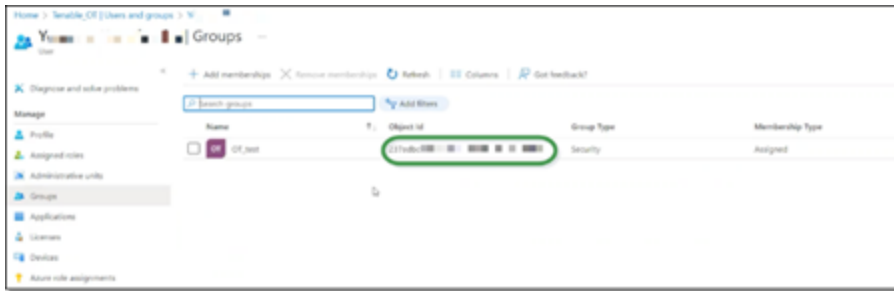 Home > Tenable_OT | Users and groups >
| Groups
User
Add memberships Remove memberships Refresh Columns Got feedback?
Diagnose and solve problems
Search groups Add filters
Manage
Name Object Id Group Type Membership Type
Profile
OT OT_test Security Assigned
Assigned roles
Administrative units
Groups
Applications
Licenses
Devices
Azure role assignments